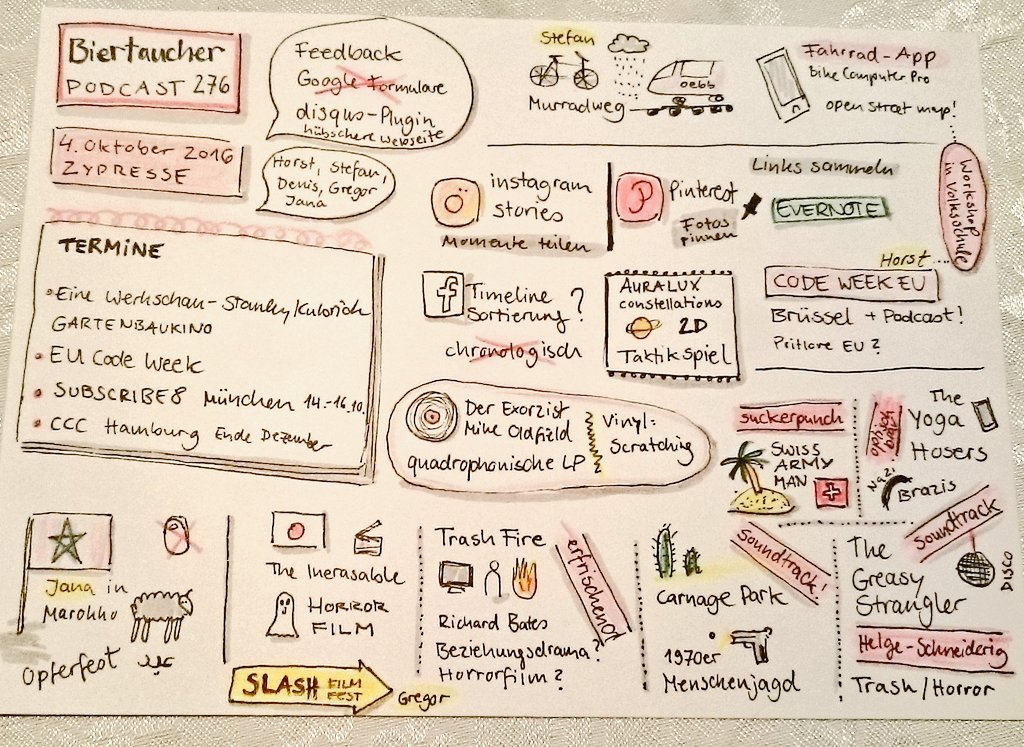 Biertaucher
PODCAST 276
4. Oktober 2016
ZYPRESSE
Feedback
Google Formulare
disqus-Plugin
hübschere Webseite
Horst, Stefan,
Denis, Gregor
Jana
Stefan
Murradweg
oebb
Fahrrad-App
bike Computer Pro
open street map!
Workshop
in Volksschule
instagram
stories
Momente teilen
Pinterest
Fotos
pinnen
Links sammeln
EVERNOTE
TERMINE
Eine Werkschau-Stanley/Kubrick
GARTENBAUKINO
EU Code Week
SUBSCRIBE8 München 14.-16.10.
CCC Hamburg Ende Dezember
f
Timeline
Sortierung?
chronologisch
AURALUX
constellations
2D
Taktikspiel
Horst....
CODE WEEK EU
Brüssel + Podcast!
Pritlove EU?
Der Exorzist
Mike Oldfield
quadrophonische LP
Vinyl-
Scratching
suckerpunch
SWISS
ARMY
MAN
The
Yoga
Hosers
Nazi
Brazis
Jana in
Marokko
Opferfest
The Inerasable
HORROR
FILM
SLASH FILM
FEST
Gregor
Trash Fire
erfrischend
Richard Bates
Beziehungsdrama?
Horrorfilm?
Soundtrack!
Carnage Park
1970er
Menschenjagd
Soundtrack
The
Greasy
Strangler
DISCO
Helge-Schneiderig
Trash/Horror